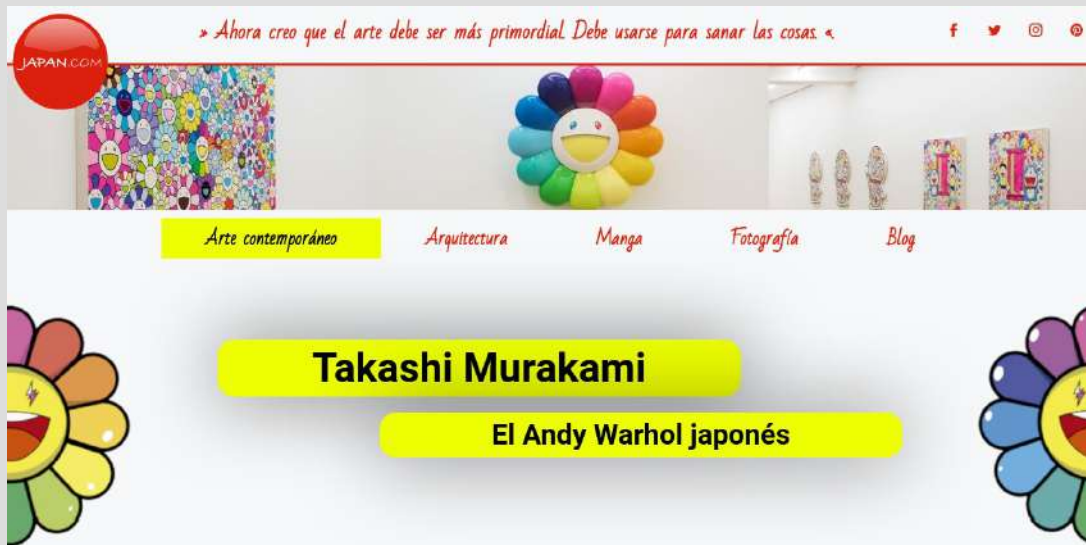 » Ahora creo que el arte debe ser más primordial. Debe usarse para sanar las cosas. «
JAPAN.COM
Arte contemporáneo
Arquitectura
Manga
Fotografía
Blog
Takashi Murakami
El Andy Warhol japonés